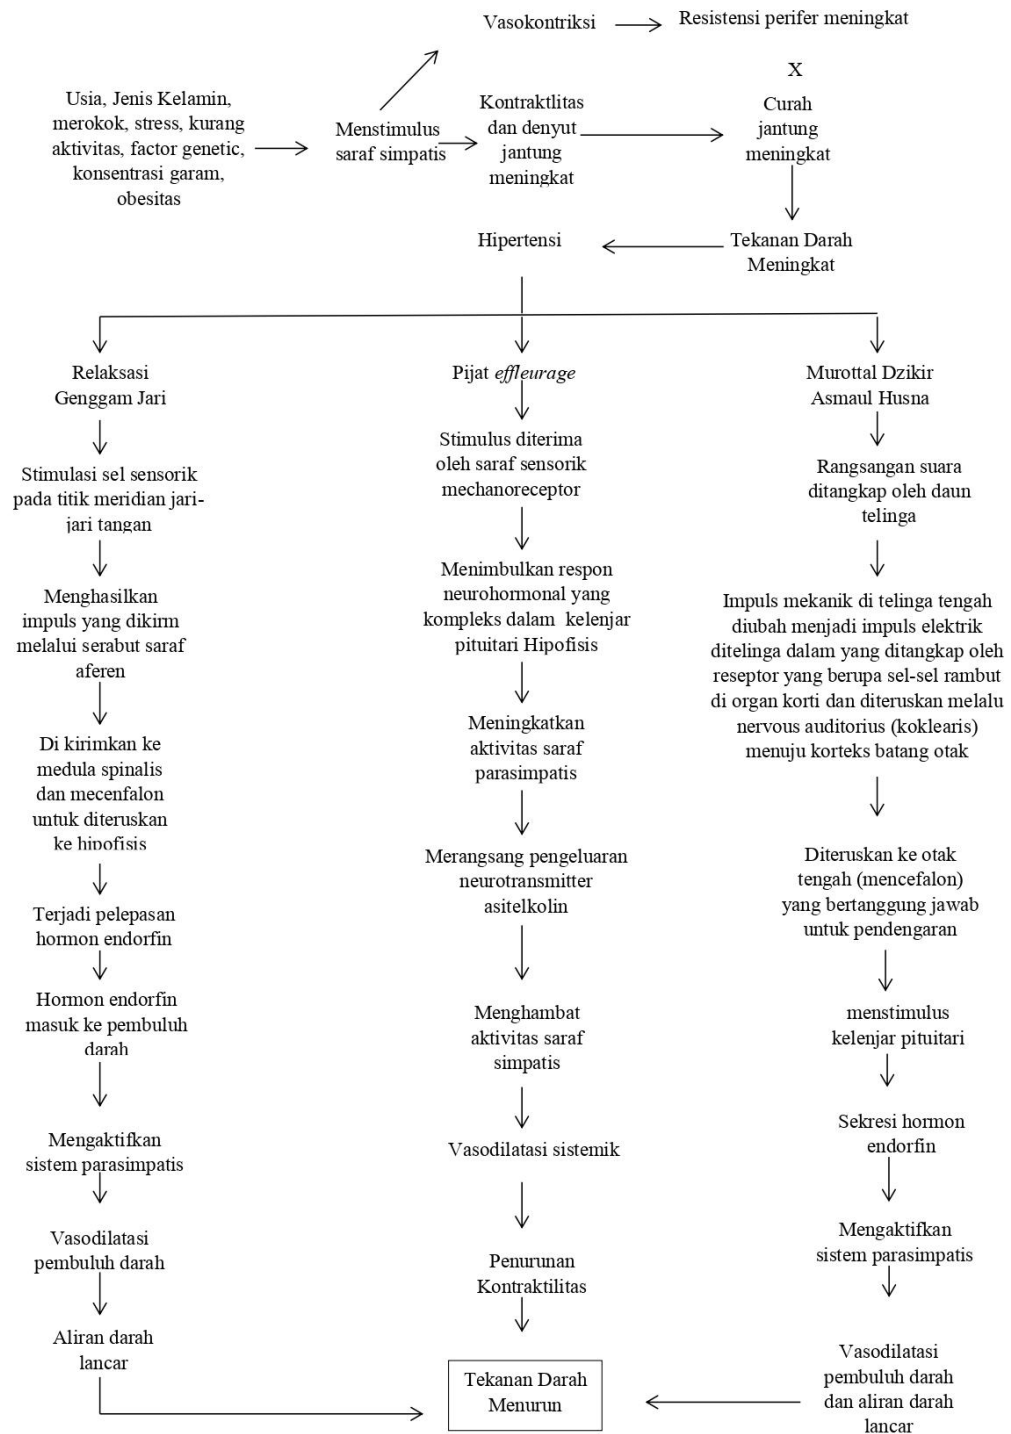 Vasokontriksi
Resistensi perifer meningkat
X
Usia, Jenis Kelamin,
merokok, stress, kurang
aktivitas, factor genetic,
konsentrasi garam,
obesitas
Menstimulus
saraf simpatis
Kontraktlitas
dan denyut
jantung
meningkat
Curah
jantung
meningkat
Hipertensi
Tekanan Darah
Meningkat
Relaksasi
Genggam Jari
Stimulasi sel sensorik
pada titik meridian jari-
jari tangan
Menghasilkan
impuls yang dikirm
melalui serabut saraf
aferen
Di kirimkan ke
medula spinalis
dan mecenfalon
untuk diteruskan
ke hipofisis
Terjadi pelepasan
hormon endorfin
Hormon endorfin
masuk ke pembuluh
darah
Mengaktifkan
sistem parasimpatis
Vasodilatasi
pembuluh darah
Aliran darah
lancar
Pijat effleurage
Stimulus diterima
oleh saraf sensorik
mechanoreceptor
Menimbulkan respon
neurohormonal yang
kompleks dalam kelenjar
pituitari Hipofisis
Meningkatkan
aktivitas saraf
parasimpatis
Merangsang pengeluaran
neurotransmitter
asitelkolin
Menghambat
aktivitas saraf
simpatis
Vasodilatasi sistemik
Penurunan
Kontraktilitas
Tekanan Darah
Menurun
Murottal Dzikir
Asmaul Husna
Rangsangan suara
ditangkap oleh daun
telinga
Impuls mekanik di telinga tengah
diubah menjadi impuls elektrik
ditelinga dalam yang ditangkap oleh
reseptor yang berupa sel-sel rambut
di organ korti dan diteruskan melalu
nervous auditorius (koklearis)
menuju korteks batang otak
Diteruskan ke otak
tengah (mencefalon)
yang bertanggung jawab
untuk pendengaran
menstimulus
kelenjar pituitari
Sekresi hormon
endorfin
Mengaktifkan
sistem parasimpatis
Vasodilatasi
pembuluh darah
dan aliran darah
lancar